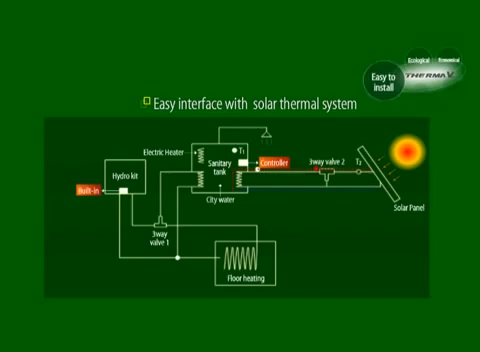 Ecological
Economical
THERMA V.
Easy to
install
Easy interface with solar thermal system
Electric Heater
T1
Sanitary
tank
Controller
3way valve 2
T2
Hydro kit
Built-in
City water
Solar Panel
3way
valve 1
Floor heating